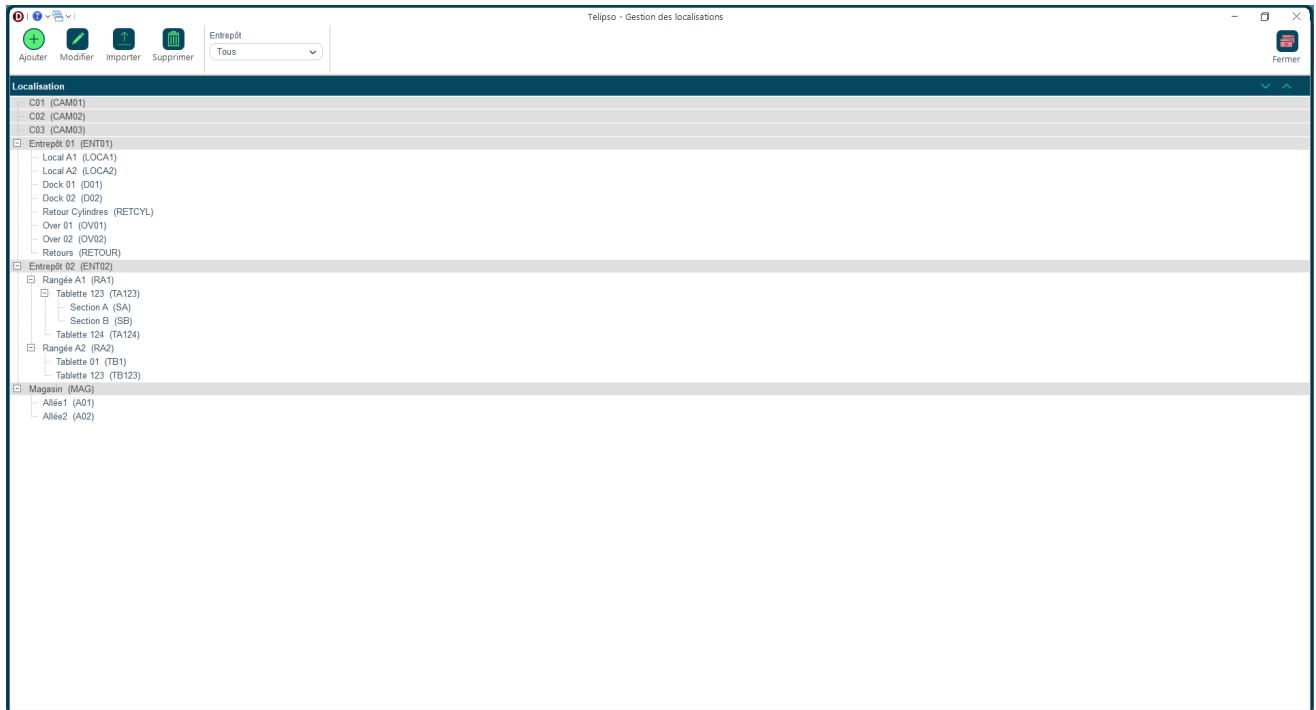 Telipso - Gestion des localisations
Ajouter Modifier Importer Supprimer
Entrepôt
Tous
Fermer
Localisation
C01 (CAM01)
C02 (CAM02)
C03 (CAM03)
Entrepôt 01 (ENT01)
Local A1 (LOCA1)
Local A2 (LOCA2)
Dock 01 (D01)
Dock 02 (D02)
Retour Cylindres (RETCYL)
Over 01 (OV01)
Over 02 (OV02)
Retours (RETOUR)
Entrepôt 02 (ENT02)
Rangée A1 (RA1)
Tablette 123 (TA123)
Section A (SA)
Section B (SB)
Tablette 124 (TA124)
Rangée A2 (RA2)
Tablette 01 (TB1)
Tablette 123 (TB123)
Magasin (MAG)
Allée1 (A01)
Allée2 (A02)